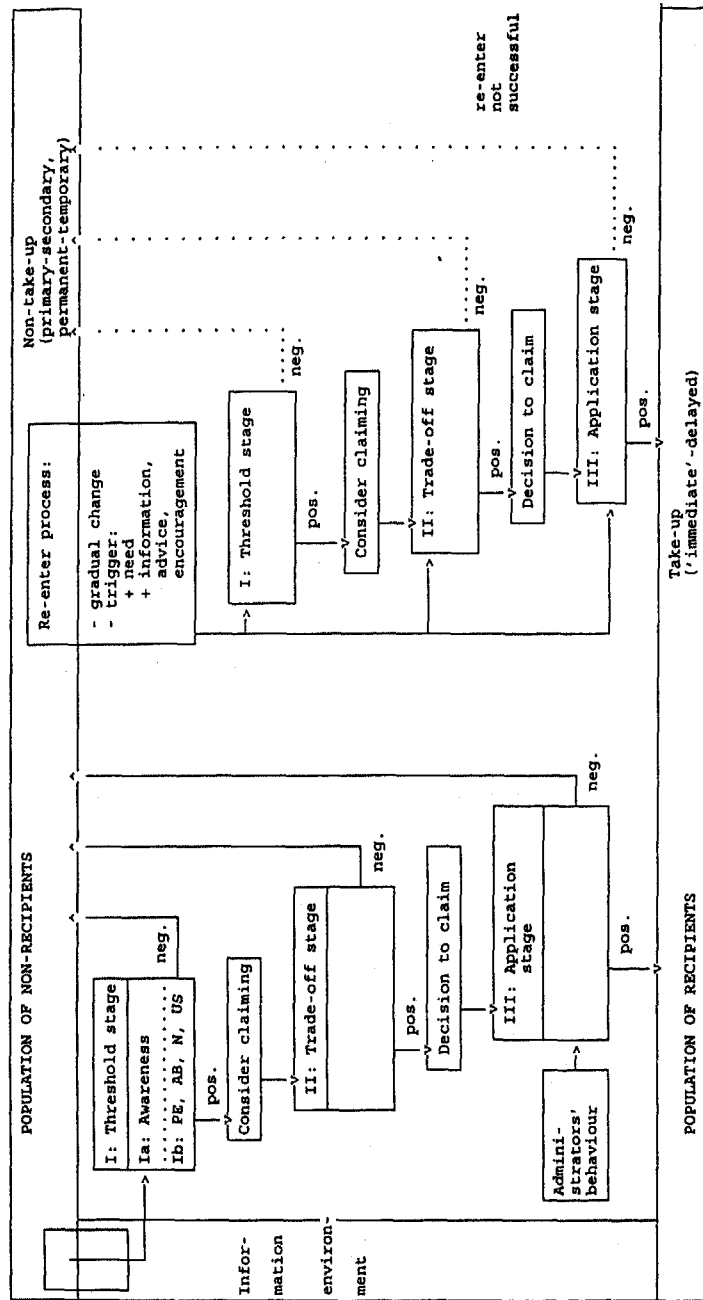 POPULATION OF NON-RECIPIENTS
Infor-
mation
environ-
ment
I: Threshold stage
Ia: Awareness
Ib: PE, AB, N, US
neg.
pos.
Consider claiming
II: Trade-off stage
neg.
pos.
Decision to claim
III: Application
stage
neg.
pos.
Admini-
strators'
behaviour
Re-enter process:
- gradual change
- trigger:
+ need
+ information,
advice,
encouragement
Non-take-up
(primary-secondary,
permanent-temporary)
I: Threshold stage
neg.
pos.
Consider claiming
II: Trade-off stage
neg.
pos.
Decision to claim
III: Application stage
neg.
pos.
re-enter
not
successful
POPULATION OF RECIPIENTS
Take-up
('immediate'-delayed)